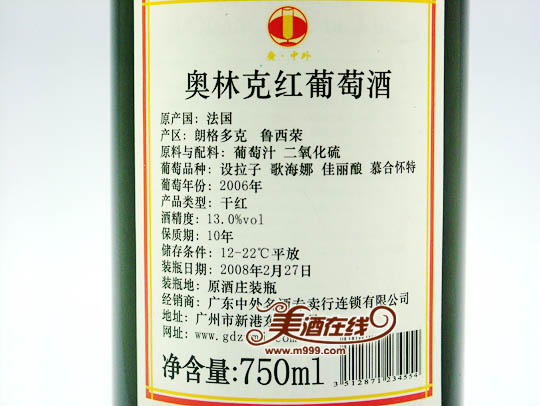 奥·中外
奥林克红葡萄酒
原产国: 法国
产区: 朗格多克 鲁西荣
原料与配料: 葡萄汁 二氧化硫
葡萄品种: 设拉子 歌海娜 佳丽酿 慕合怀特
葡萄年份: 2006年
产品类型: 干红
酒精度: 13.0%vol
保质期: 10年
储存条件: 12-22℃平放
装瓶日期: 2008年2月27日
装瓶地: 原酒庄装瓶
经销商: 广东中外名酒专卖行连锁有限公司
地址: 广州市新港东
网址: www.gdz
美酒在线
www.m999.com
净含量:750ml
3 512871 234554